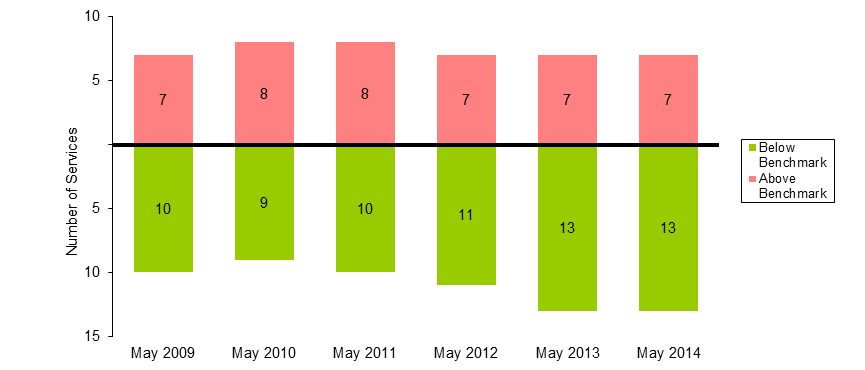 10
5
5
10
15
Number of Services
7
8
8
7
7
7
10
9
10
11
13
13
May 2009
May 2010
May 2011
May 2012
May 2013
May 2014
Below
Benchmark
Above
Benchmark